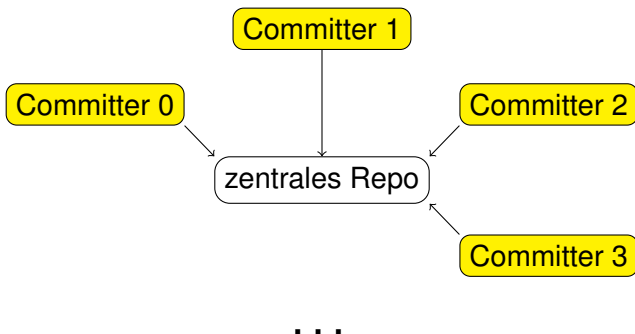 Committer 1
Committer 0
Committer 2
zentrales Repo
Committer 3
...